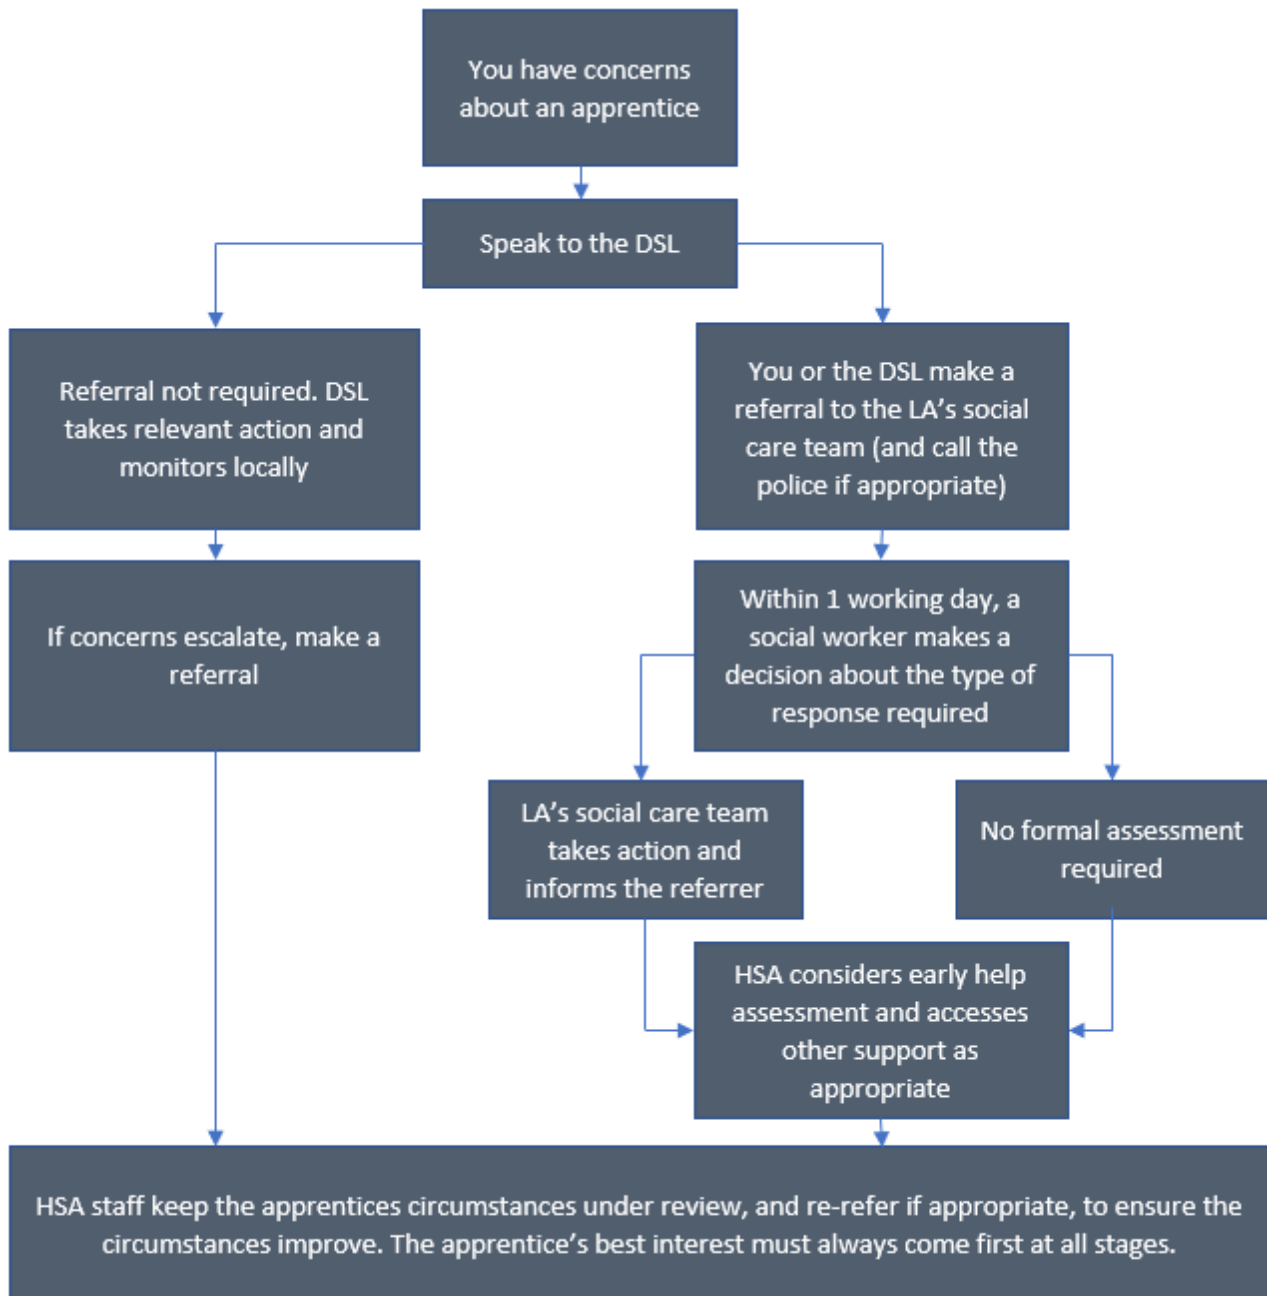 You have concerns
about an apprentice
Speak to the DSL
Referral not required. DSL
takes relevant action and
monitors locally
You or the DSL make a
referral to the LA’s social
care team (and call the
police if appropriate)
If concerns escalate, make a
referral
Within 1 working day, a
social worker makes a
decision about the type of
response required
LA’s social care team
takes action and
informs the referrer
No formal assessment
required
HSA considers early help
assessment and accesses
other support as
appropriate
HSA staff keep the apprentices circumstances under review, and re-refer if appropriate, to ensure the
circumstances improve. The apprentice’s best interest must always come first at all stages.